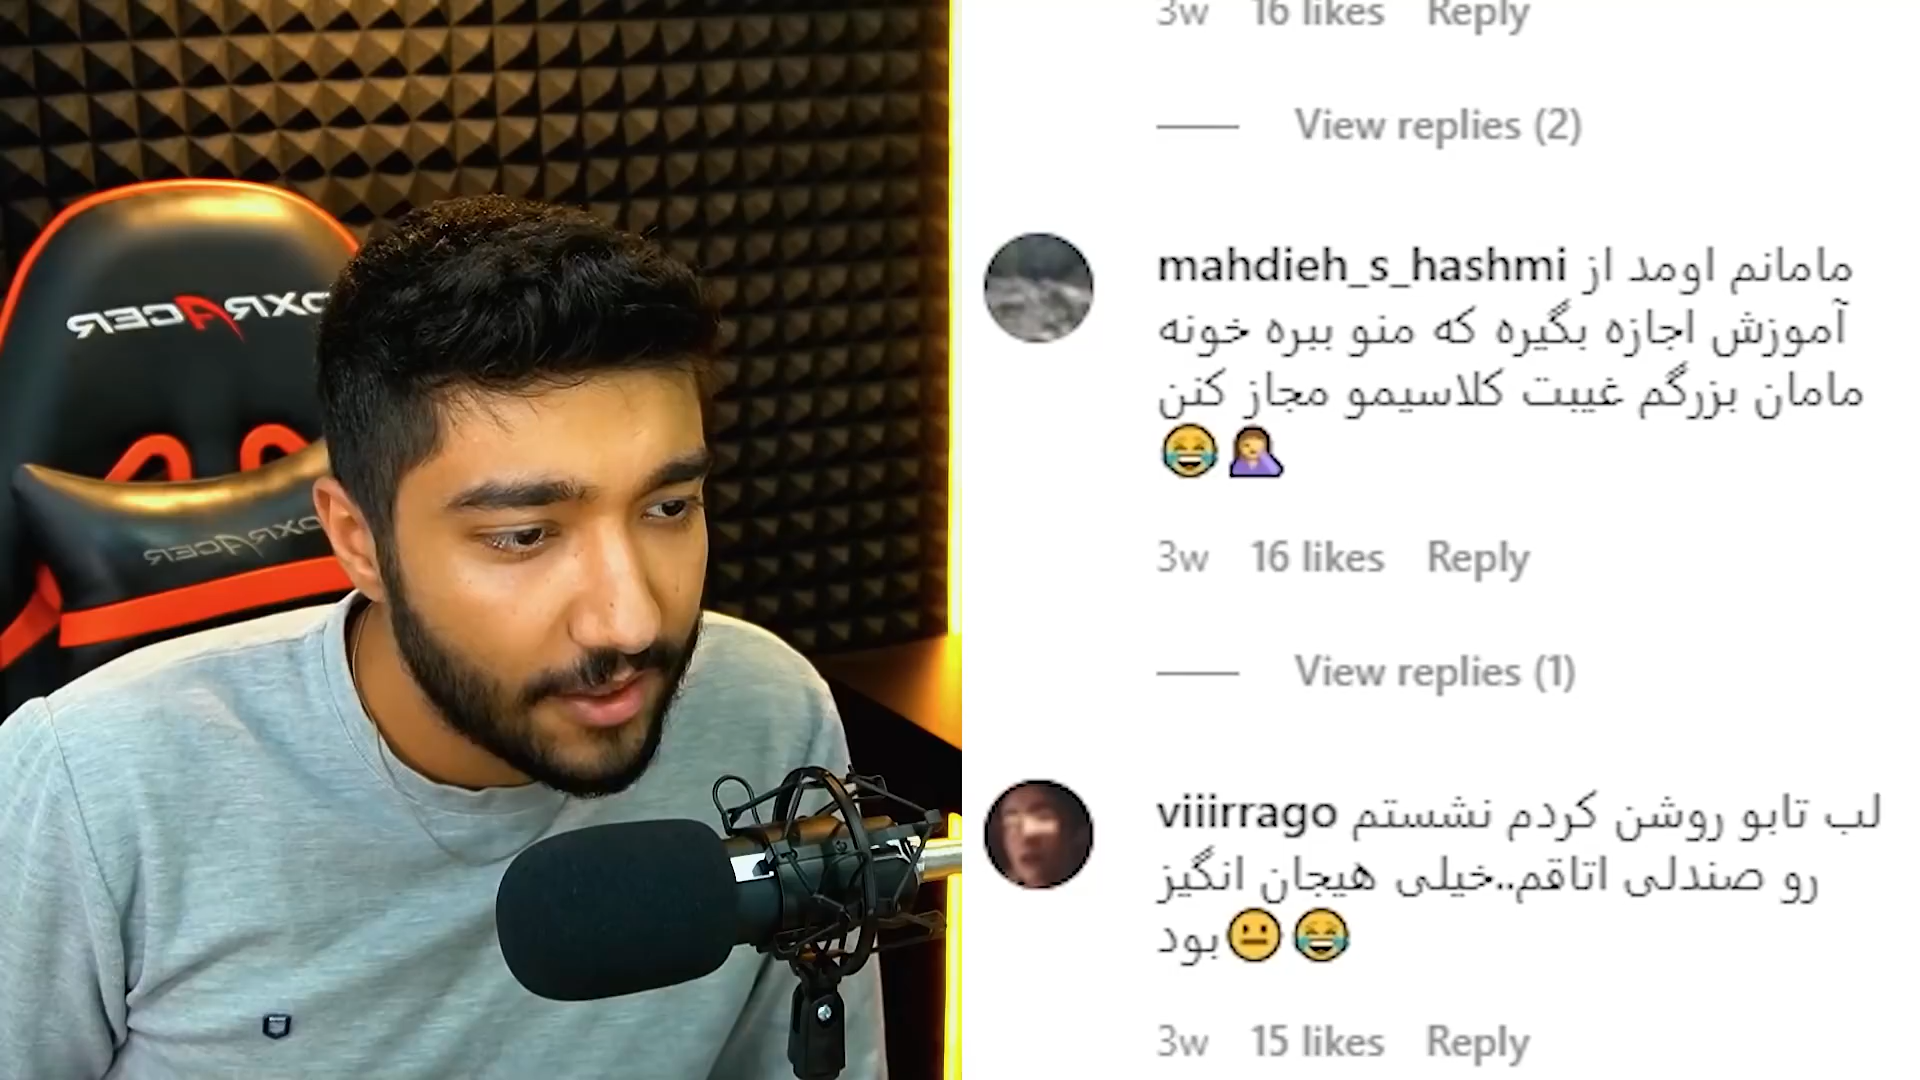 DXRACER
DXRACER
3w 16 likes Reply
View replies (2)
mahdieh_s_hashmi مامانم اومد از
آموزش اجازه بگیره که منو ببره خونه
مامان بزرگم غیبت کلاسیمو مجاز کنن
😂🤦‍♀️
3w 16 likes Reply
View replies (1)
viiirrago لب تابو روشن کردم نشستم
رو صندلی اتاقم..خیلی هیجان انگیز
بود😐😂
3w 15 likes Reply